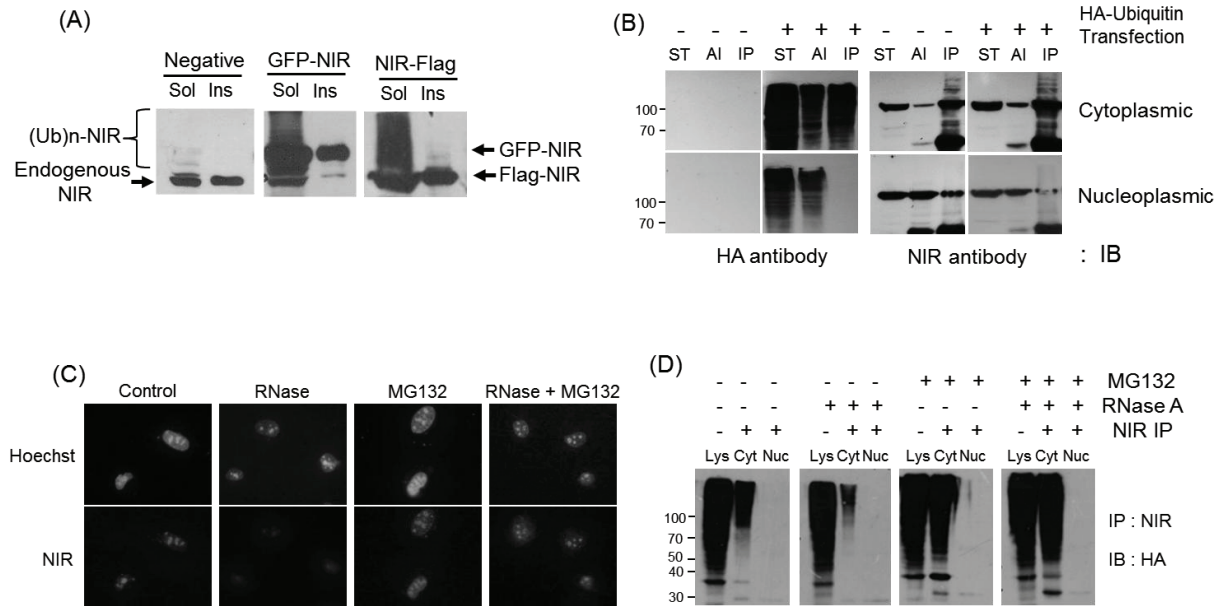 (A)
Negative GFP-NIR NIR-Flag
Sol Ins Sol Ins Sol Ins
(Ub)n-NIR
Endogenous
NIR
GFP-NIR
Flag-NIR
(B)
- - - + + + - - - + + + HA-Ubiquitin
Transfection
ST AI IP ST AI IP ST AI IP ST AI IP
100
70
Cytoplasmic
100
70
Nucleoplasmic
HA antibody NIR antibody : IB
(C)
Control RNase MG132 RNase + MG132
Hoechst
NIR
(D)
- - - - - - + + + + + + MG132
- - - + + + - - - + + + RNase A
- + + - + + - + + - + + NIR IP
Lys Cyt Nuc Lys Cyt Nuc Lys Cyt Nuc Lys Cyt Nuc
100
70
50
40
30
IP : NIR
IB : HA